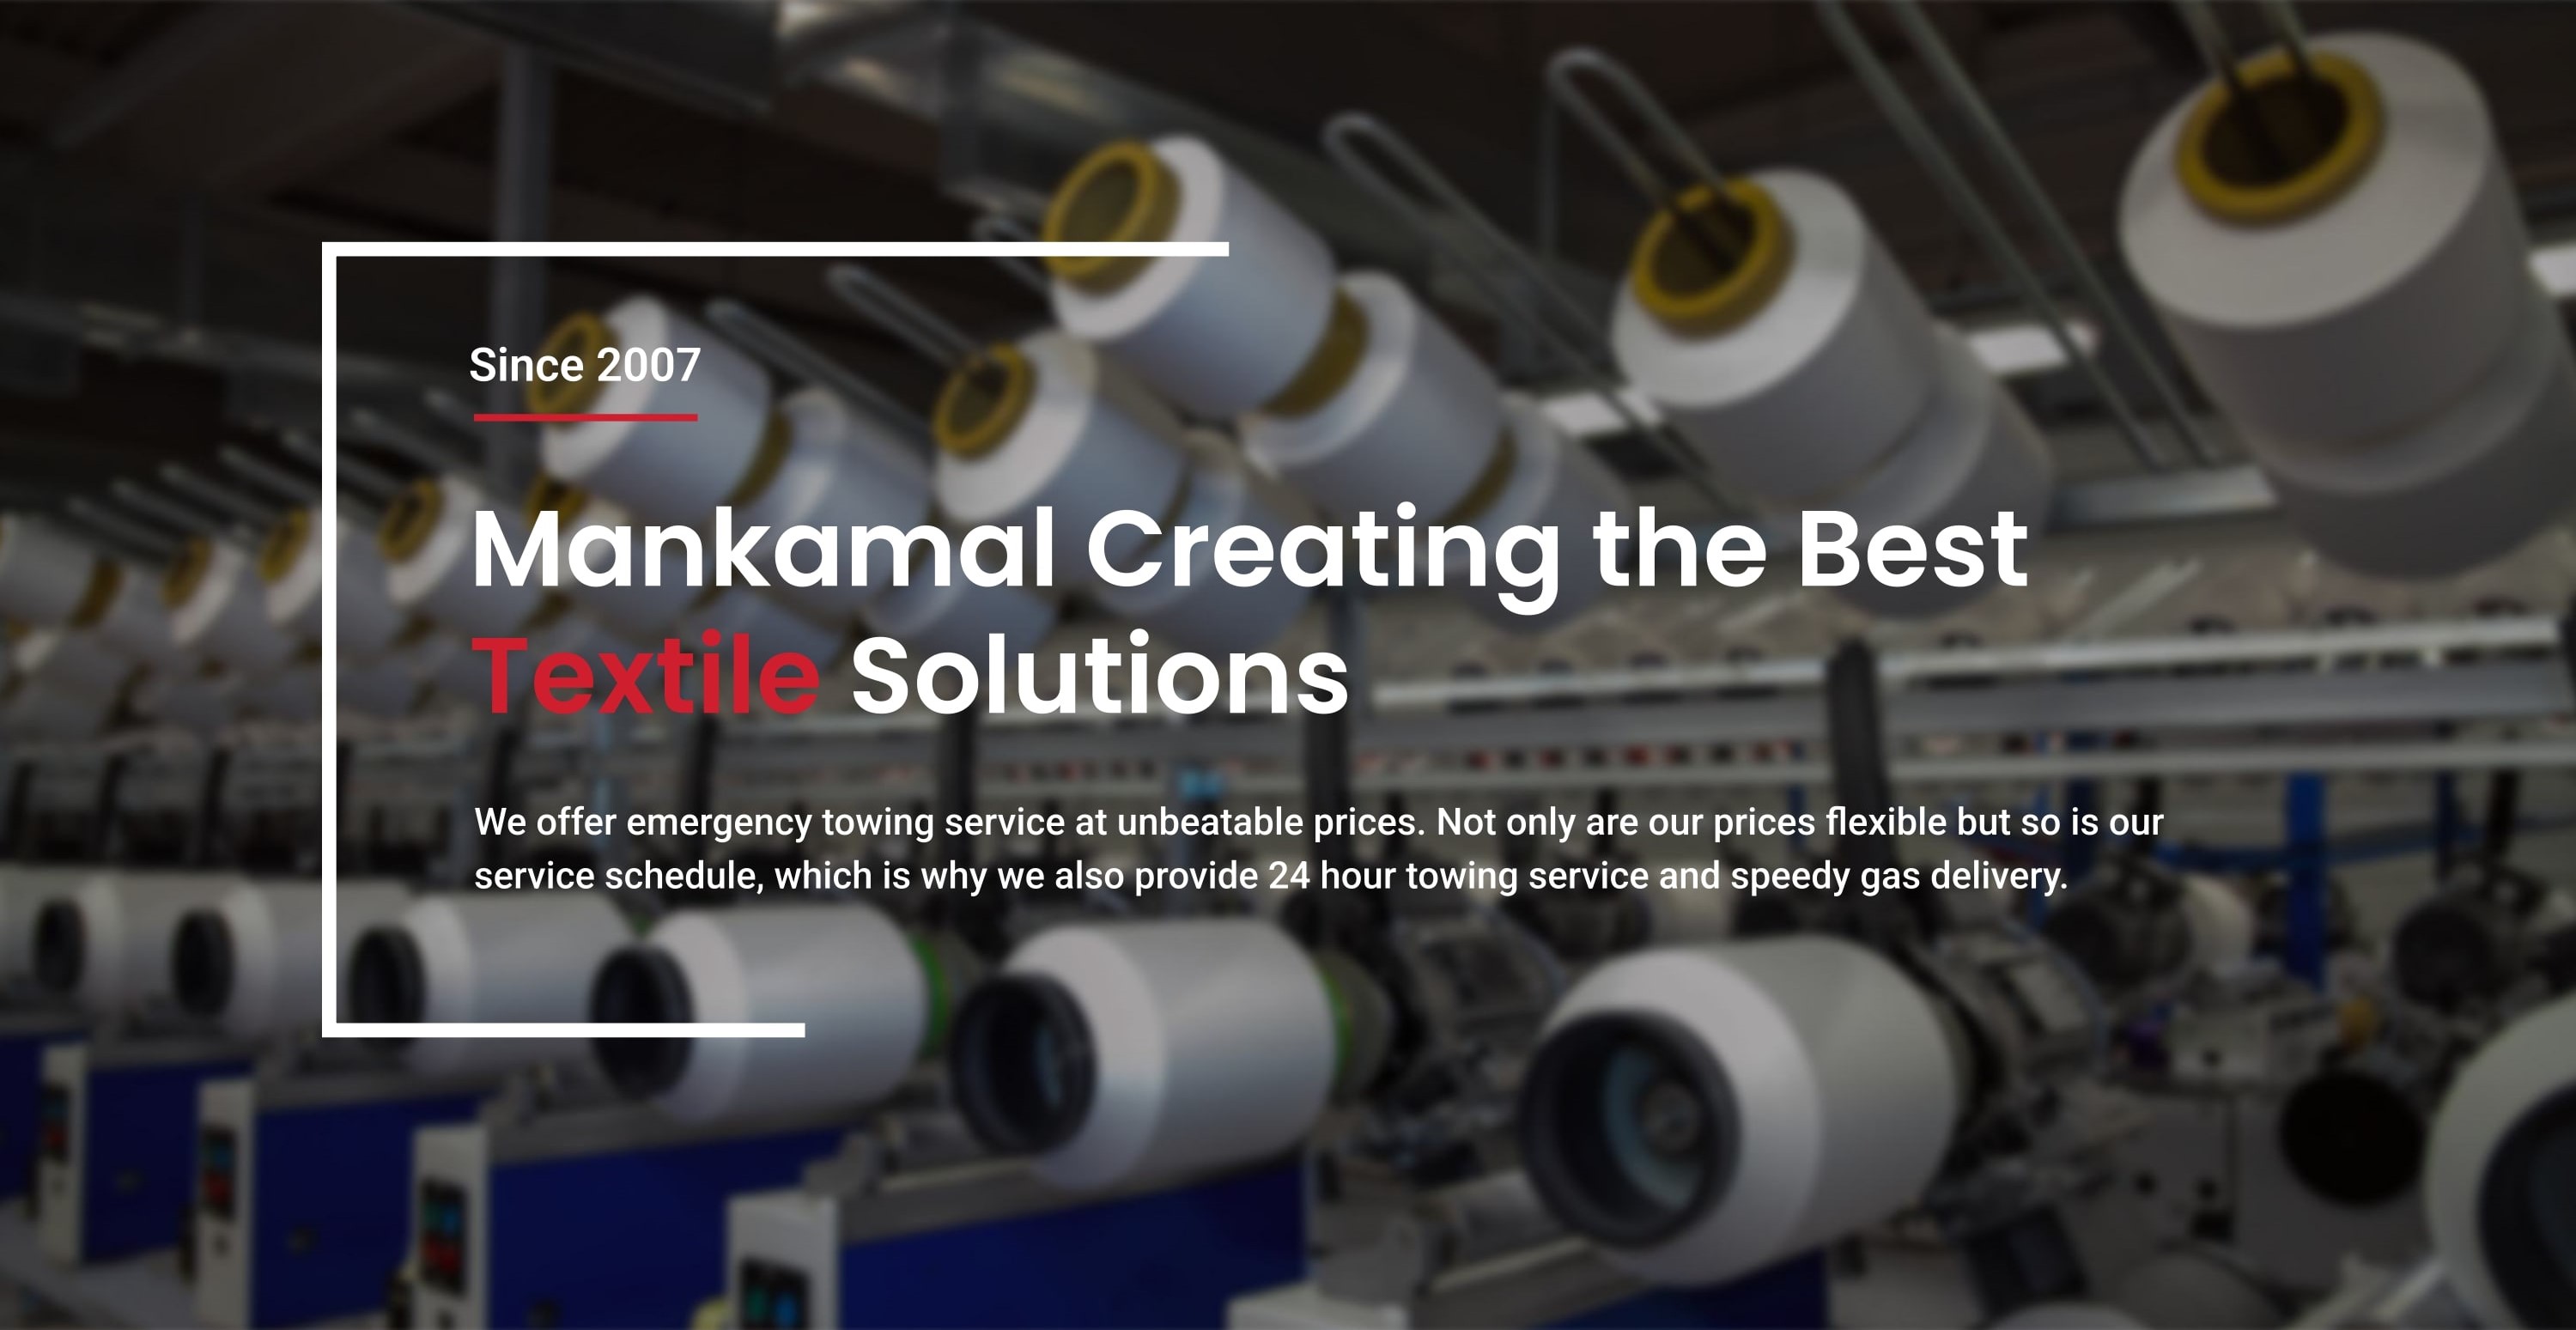 Since 2007
Mankamal Creating the Best
Textile Solutions
We offer emergency towing service at unbeatable prices. Not only are our prices flexible but so is our
service schedule, which is why we also provide 24 hour towing service and speedy gas delivery.